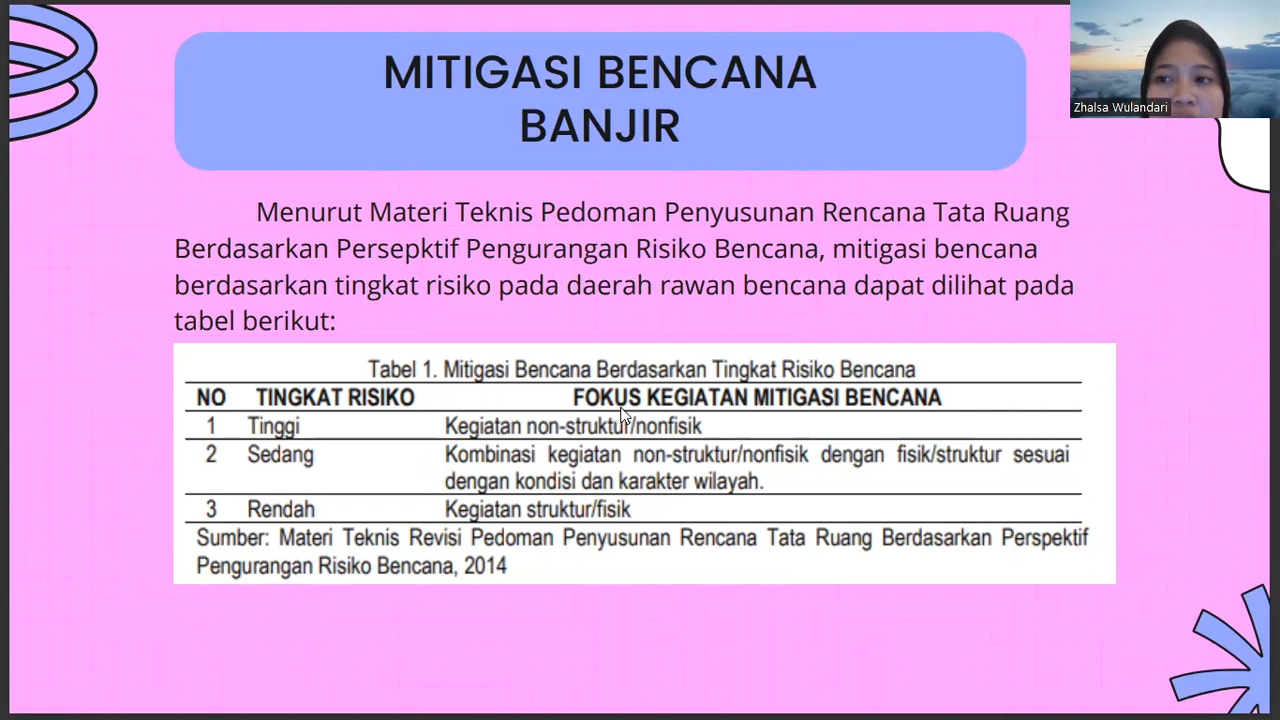 MITIGASI BENCANA
BANJIR
Zhalsa Wulandari
Menurut Materi Teknis Pedoman Penyusunan Rencana Tata Ruang
Berdasarkan Persepktif Pengurangan Risiko Bencana, mitigasi bencana
berdasarkan tingkat risiko pada daerah rawan bencana dapat dilihat pada
tabel berikut:
Tabel 1. Mitigasi Bencana Berdasarkan Tingkat Risiko Bencana
NO TINGKAT RISIKO FOKUS KEGIATAN MITIGASI BENCANA
1 Tinggi Kegiatan non-struktur/nonfisik
2 Sedang Kombinasi kegiatan non-struktur/nonfisik dengan fisik/struktur sesuai
dengan kondisi dan karakter wilayah.
3 Rendah Kegiatan struktur/fisik
Sumber: Materi Teknis Revisi Pedoman Penyusunan Rencana Tata Ruang Berdasarkan Perspektif
Pengurangan Risiko Bencana, 2014